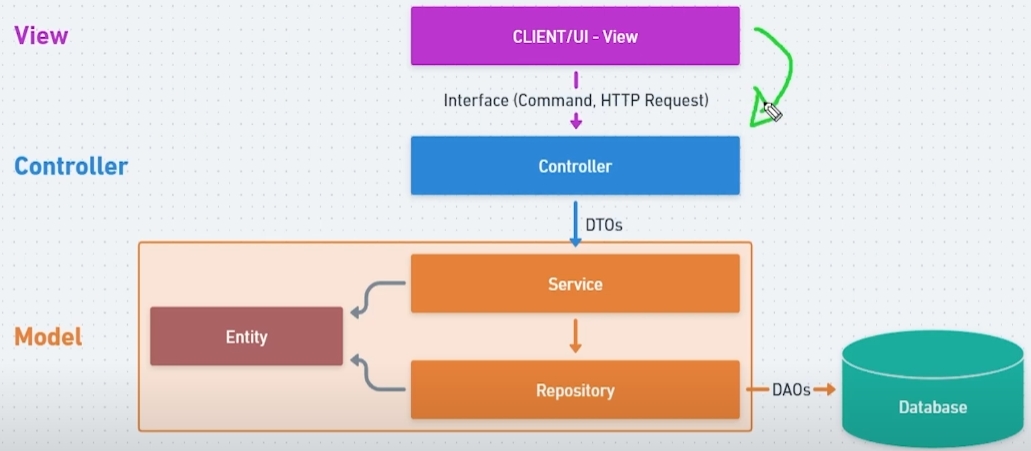 View
CLIENT/UI - View
Interface (Command, HTTP Request)
Controller
Controller
DTOs
Service
Entity
Model
Repository
DAOs
Database